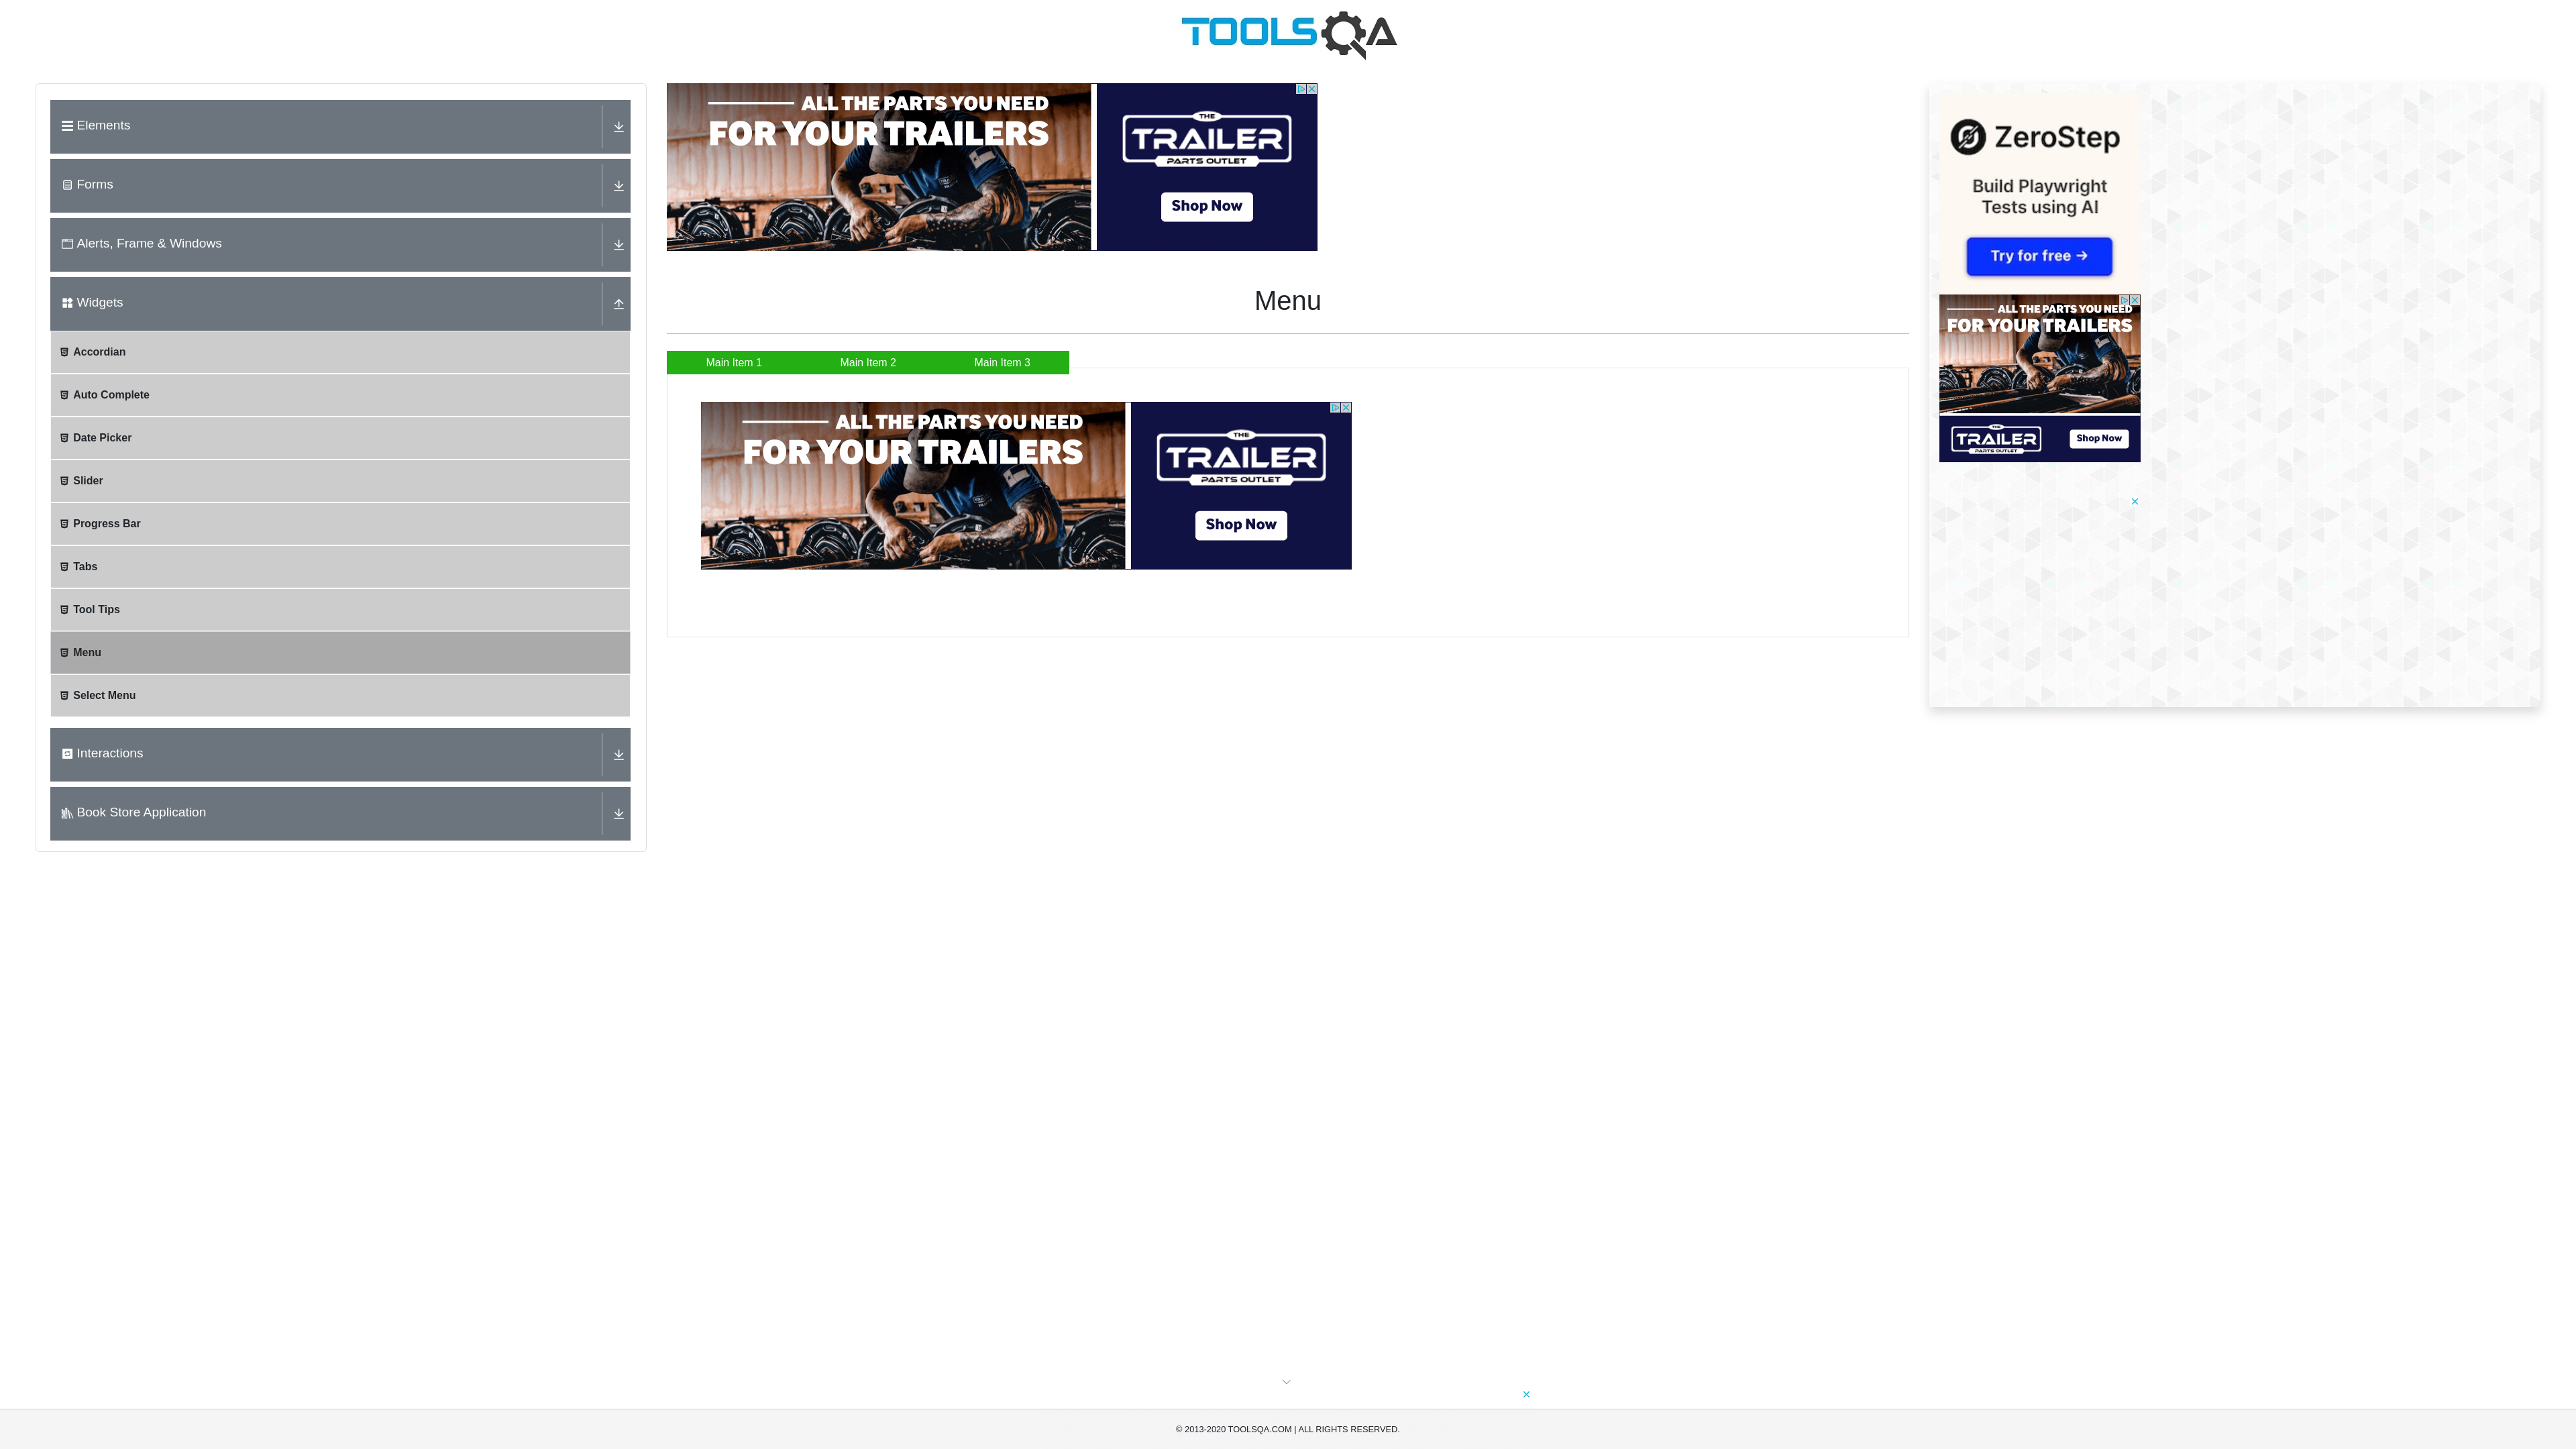 TOOLSQA
Elements
Forms
Alerts, Frame & Windows
Widgets
Accordian
Auto Complete
Date Picker
Slider
Progress Bar
Tabs
Tool Tips
Menu
Select Menu
Interactions
Book Store Application
ALL THE PARTS YOU NEED
FOR YOUR TRAILERS
THE
TRAILER
PARTS OUTLET
Shop Now
Menu
Main Item 1
Main Item 2
Main Item 3
ALL THE PARTS YOU NEED
FOR YOUR TRAILERS
THE
TRAILER
PARTS OUTLET
Shop Now
ZeroStep
Build Playwright
Tests using AI
Try for free →
ALL THE PARTS YOU NEED
FOR YOUR TRAILERS
THE
TRAILER
PARTS OUTLET
Shop Now
© 2013-2020 TOOLSQA.COM | ALL RIGHTS RESERVED.